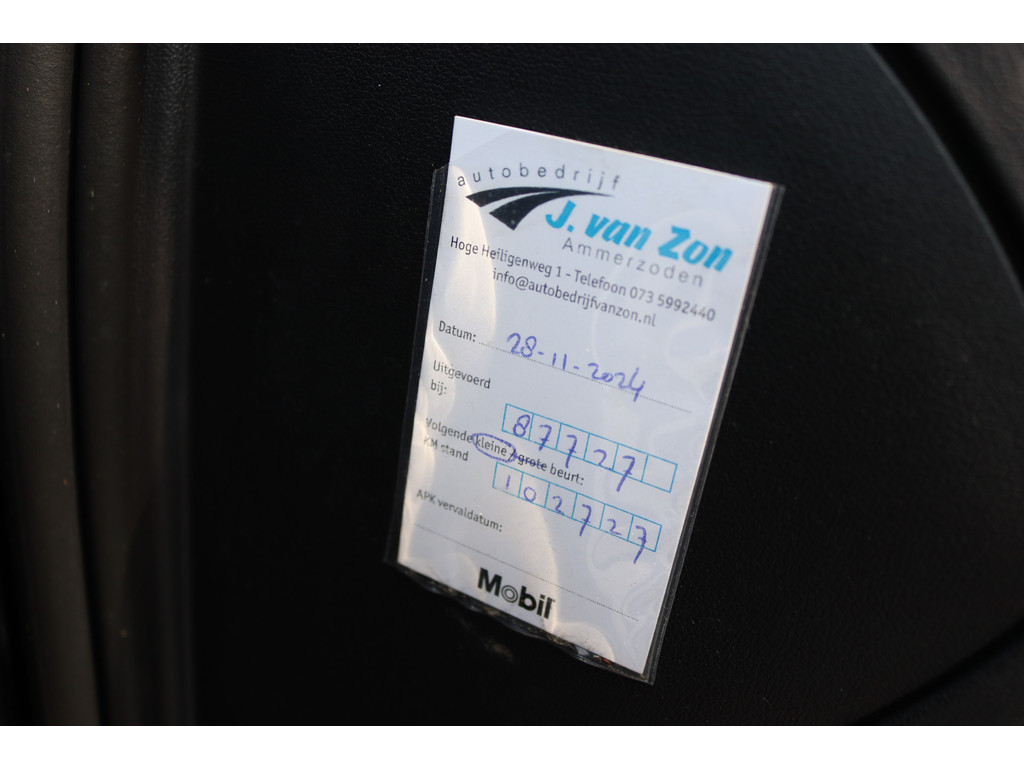 autobedrijf
J. van Zon
Ammerzoden
Hoge Heiligenweg 1 - Telefoon 073 5992440
info@autobedrijfvanzon.nl
Datum: 28-11-2024
Uitgevoerd
bij: 87727
Volgende kleine / grote beurt:
KM stand 102727
APK vervaldatum:
Mobil